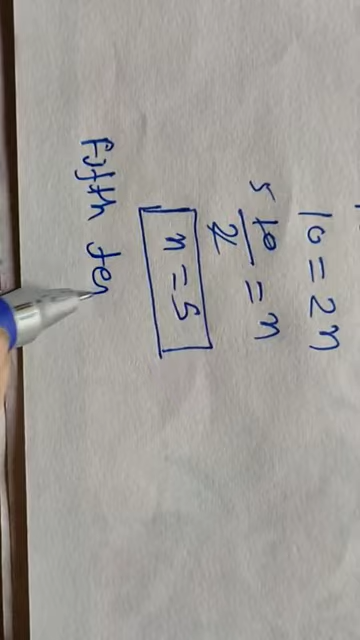 10 = 2n
5
10/2 = n
n = 5
Fifth ter